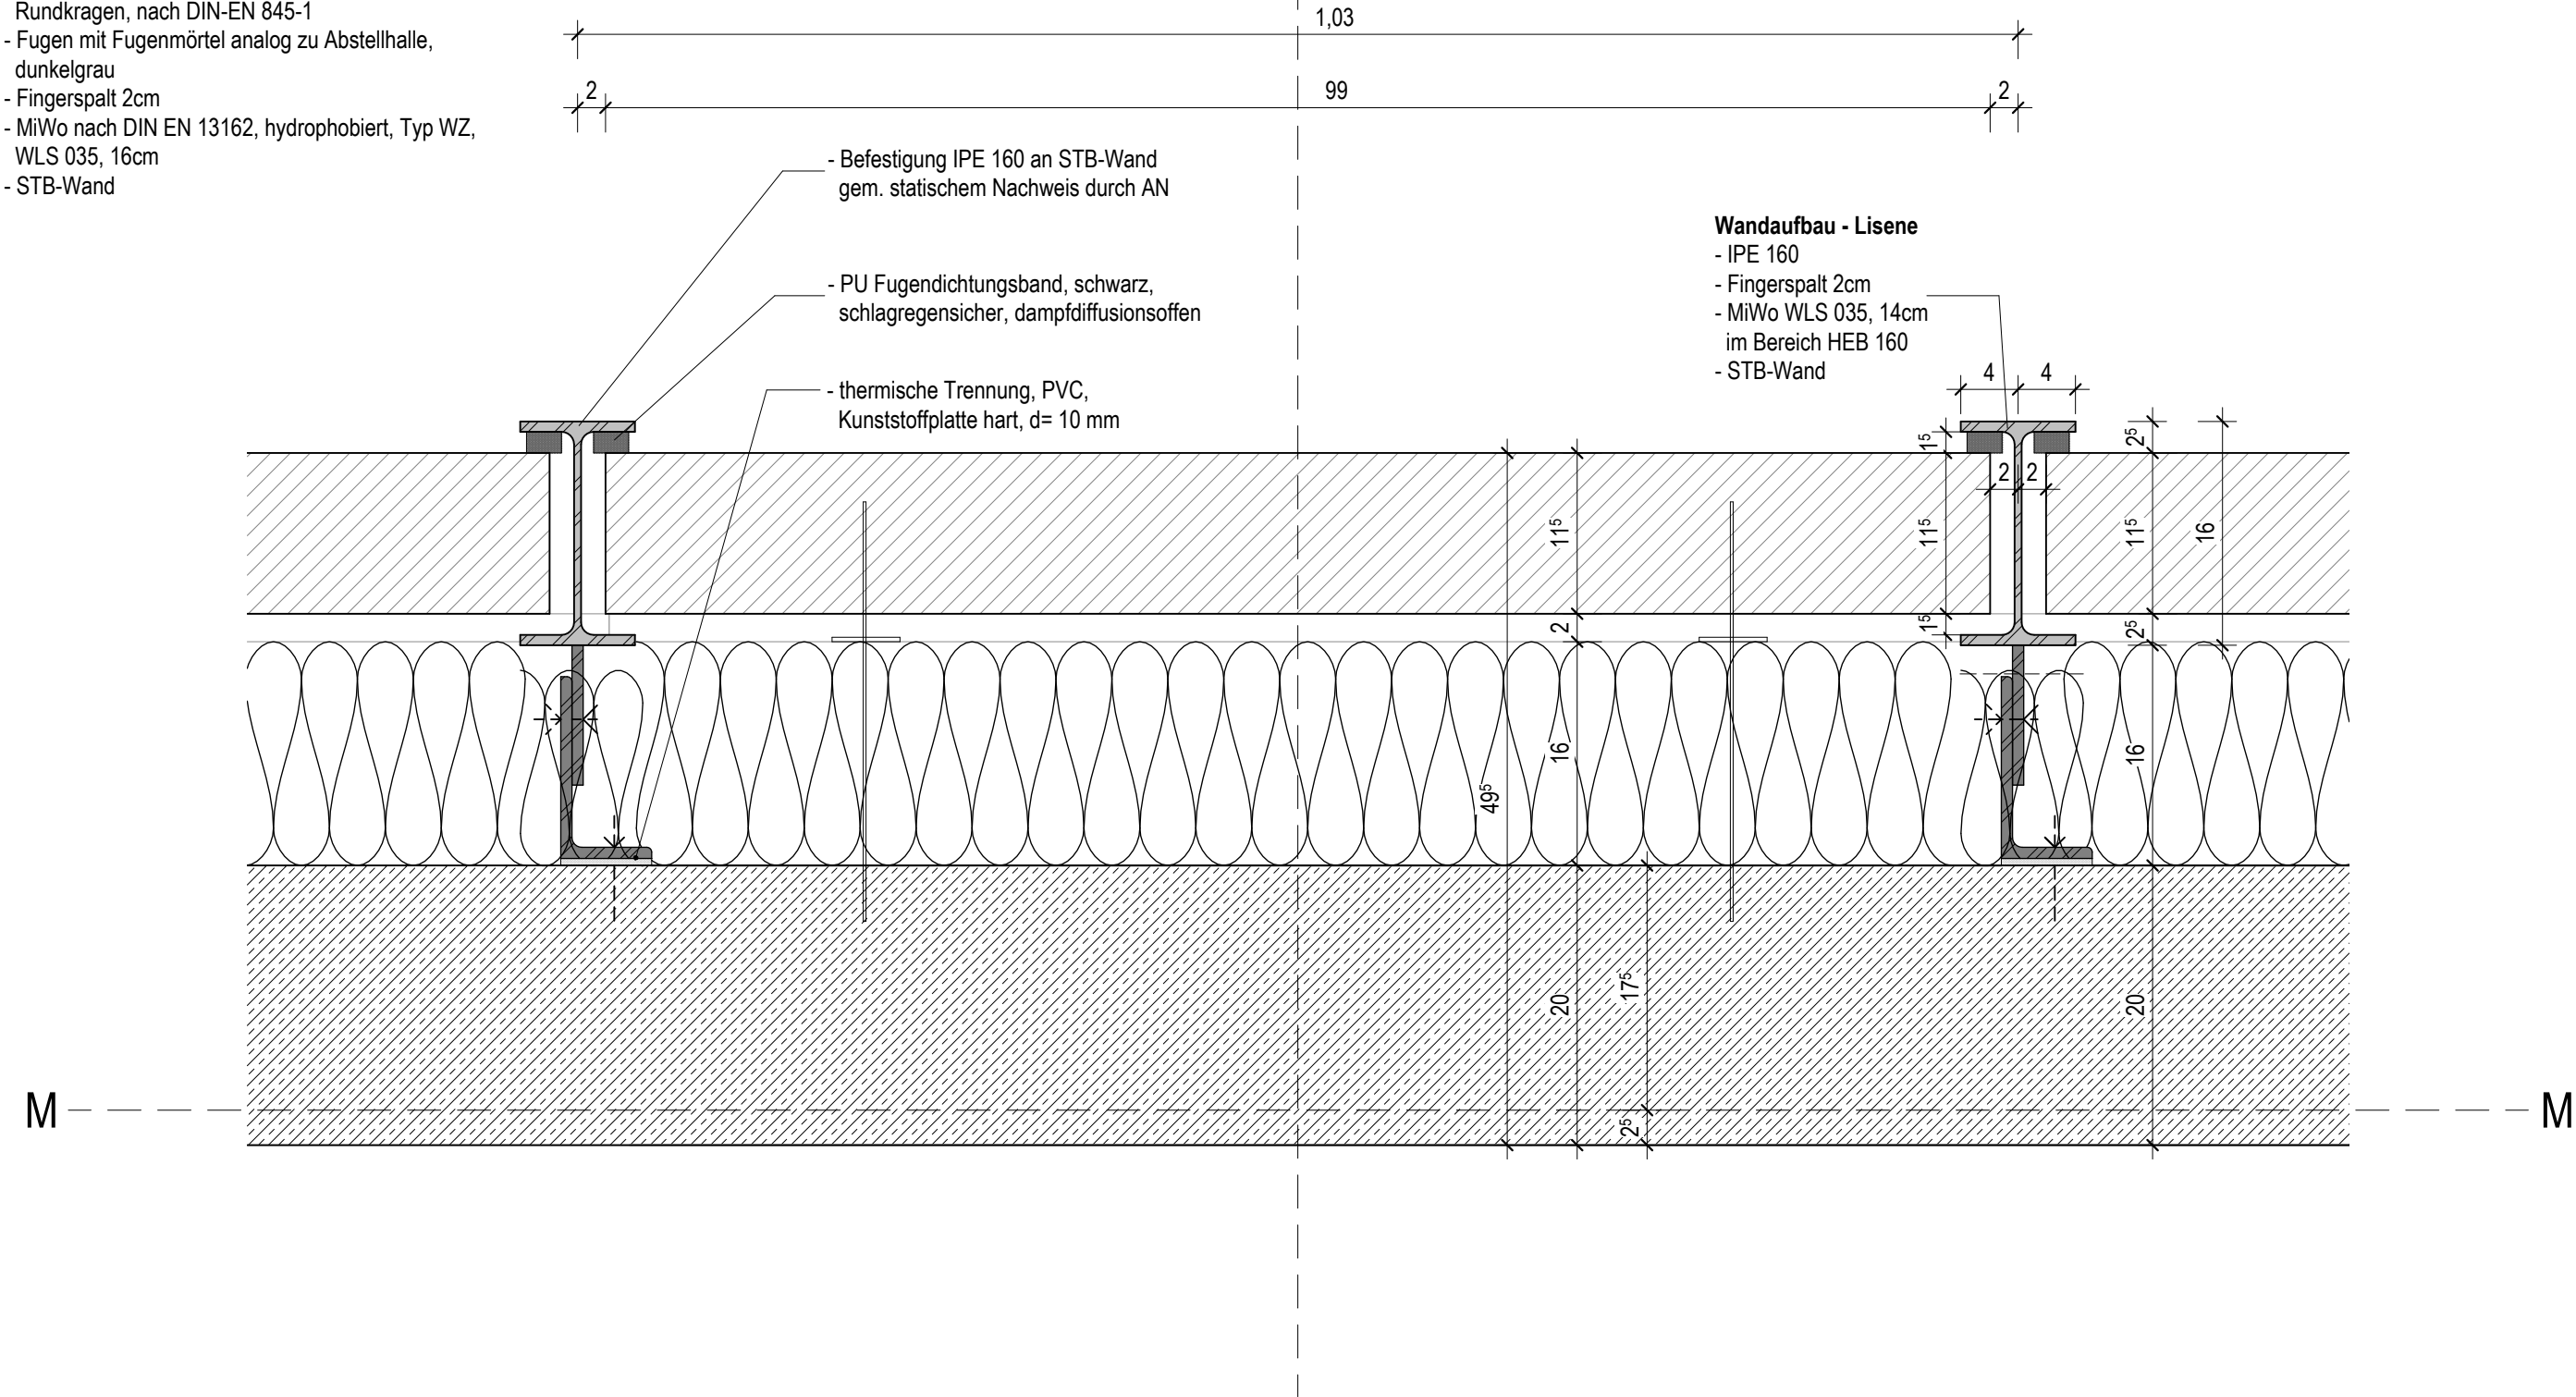 Rundkragen, nach DIN-EN 845-1
- Fugen mit Fugenmörtel analog zu Abstellhalle,
dunkelgrau
- Fingerspalt 2cm
- MiWo nach DIN EN 13162, hydrophobiert, Typ WZ,
WLS 035, 16cm
- STB-Wand
1,03
2
99
2
- Befestigung IPE 160 an STB-Wand
gem. statischem Nachweis durch AN
- PU Fugendichtungsband, schwarz,
schlagregensicher, dampfdiffusionsoffen
- thermische Trennung, PVC,
Kunststoffplatte hart, d= 10 mm
Wandaufbau - Lisene
- IPE 160
- Fingerspalt 2cm
- MiWo WLS 035, 14cm
im Bereich HEB 160
- STB-Wand
4
4
1⁵
2⁵
2
2
11⁵
11⁵
11⁵
16
2
1⁵
2⁵
16
49⁵
16
20
17⁵
20
2⁵
M
M